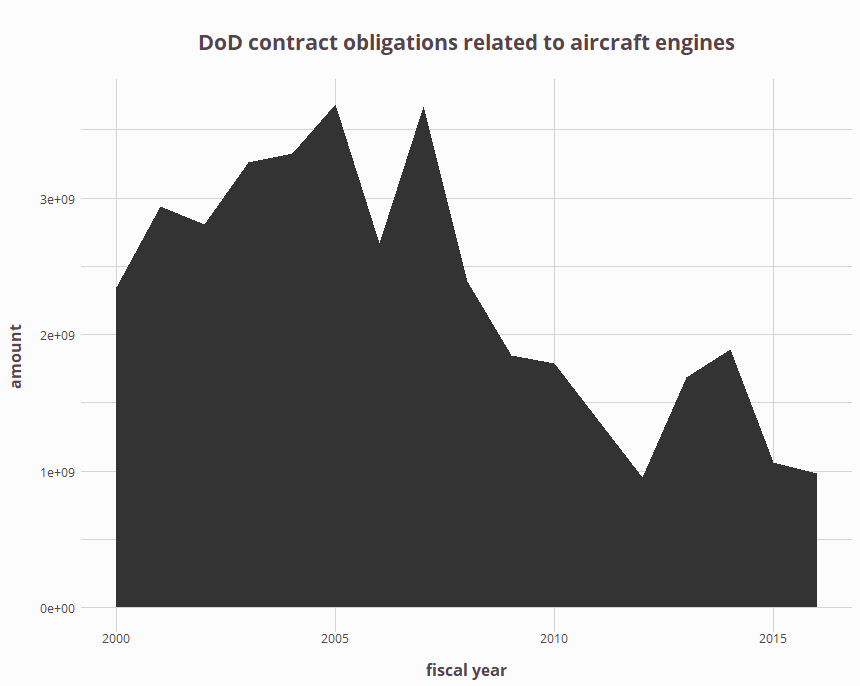 DoD contract obligations related to aircraft engines
amount
3e+09
2e+09
1e+09
0e+00
2000 2005 2010 2015
fiscal year